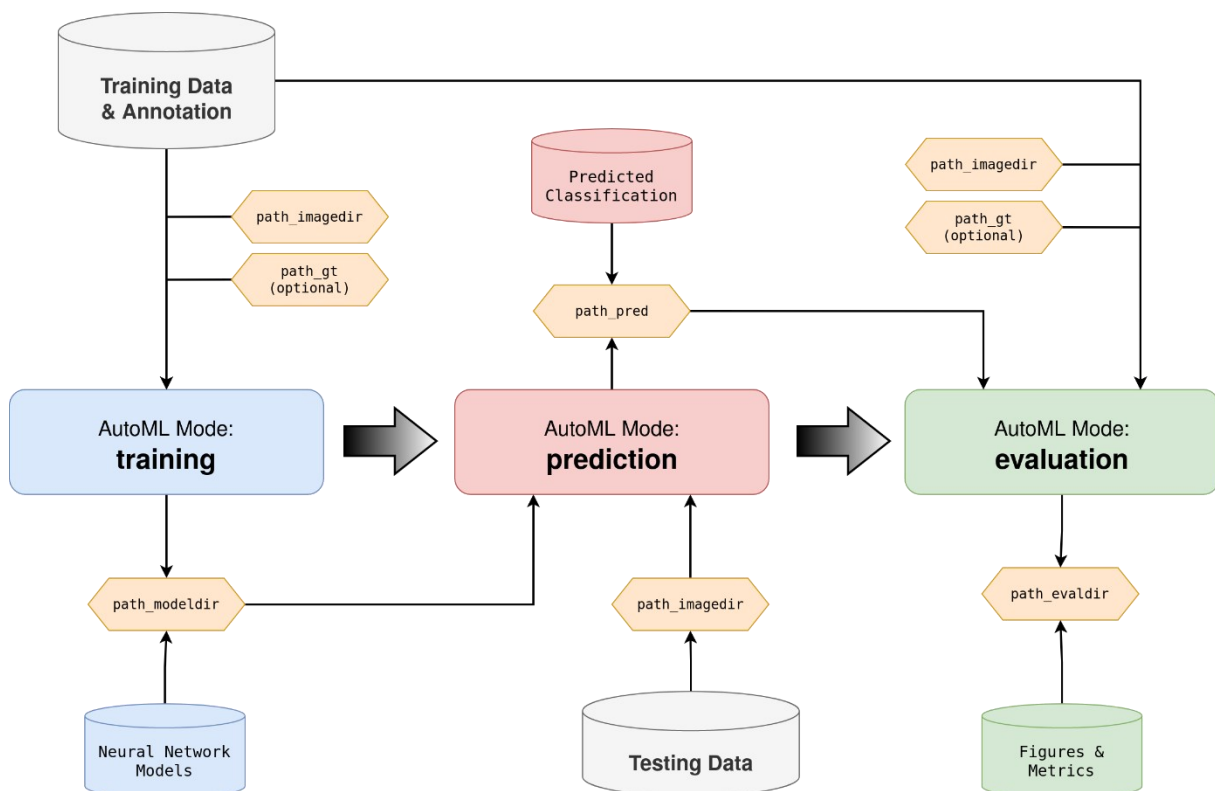 Training Data
& Annotation
path_imagedir
path_gt
(optional)
Predicted
Classification
path_pred
path_imagedir
path_gt
(optional)
AutoML Mode:
training
AutoML Mode:
prediction
AutoML Mode:
evaluation
path_modeldir
path_imagedir
path_evaldir
Neural Network
Models
Testing Data
Figures &
Metrics